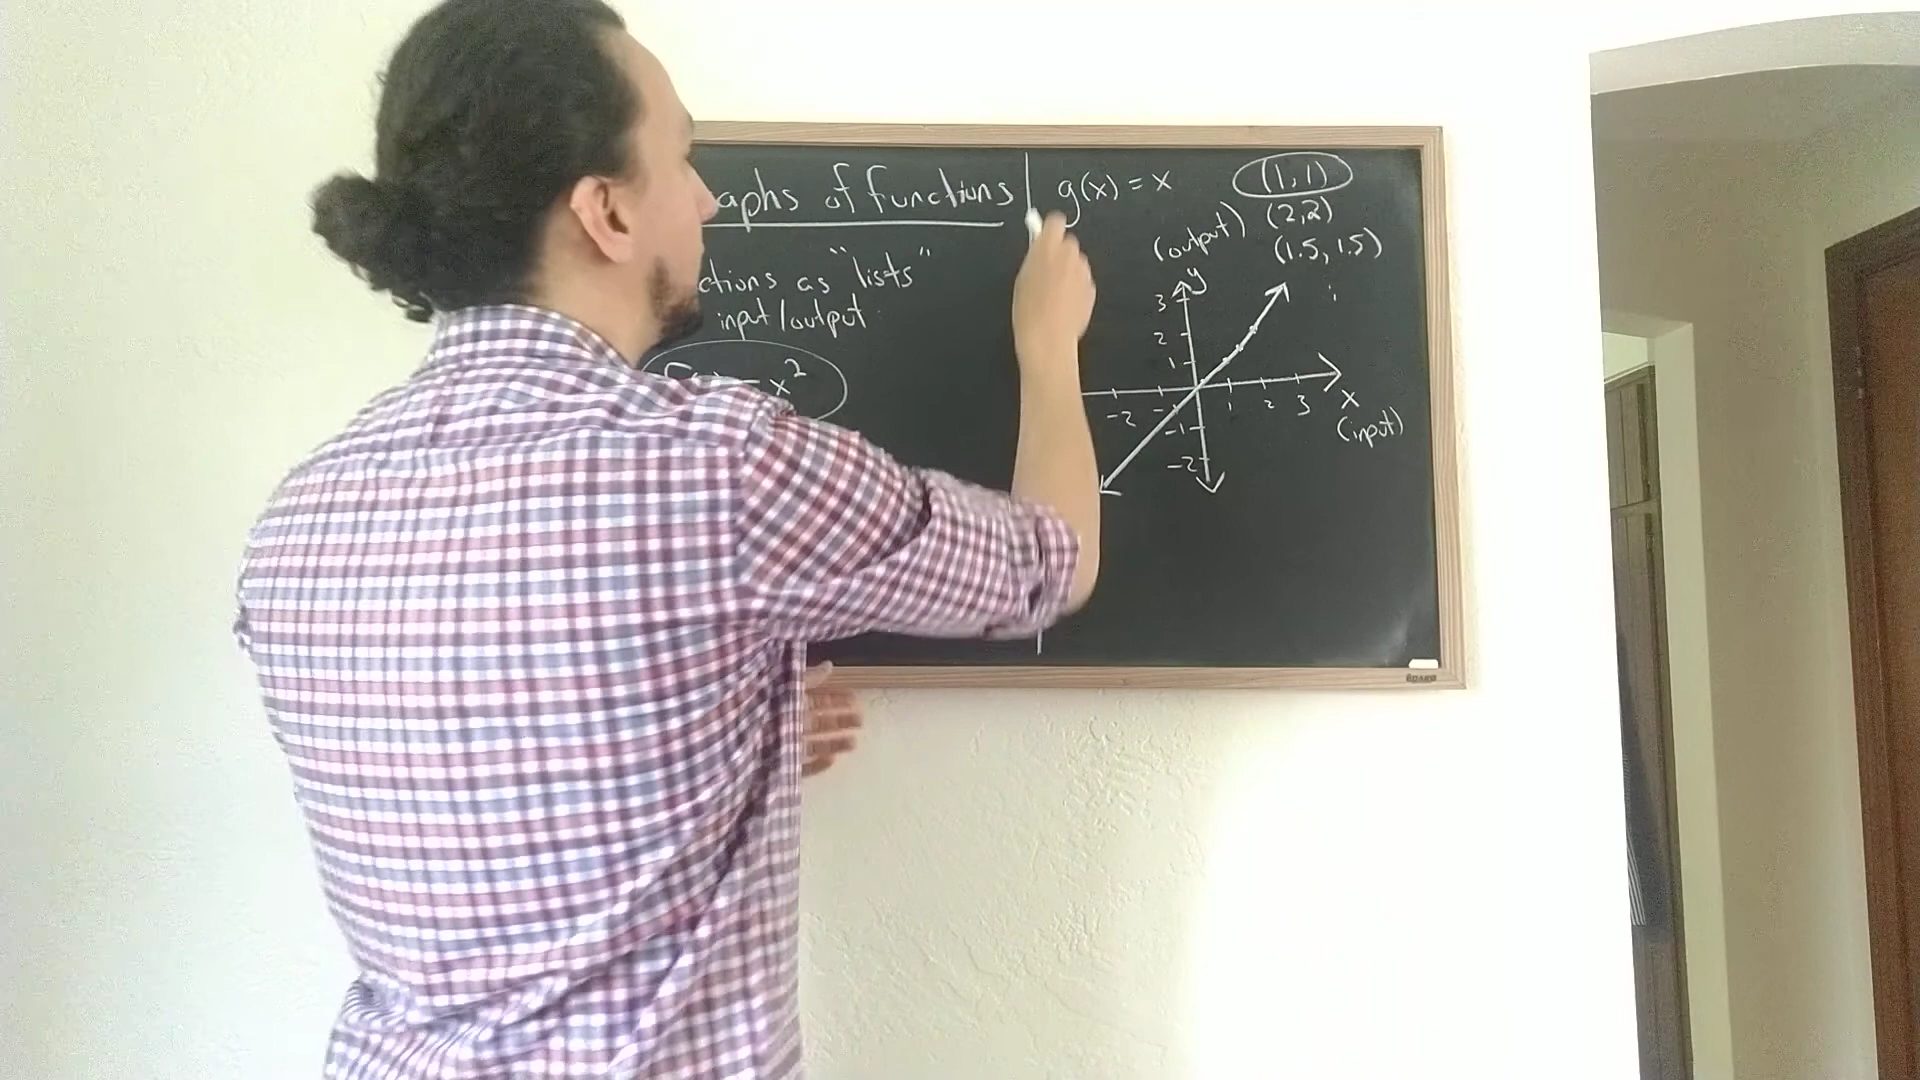 aphs of functions
ctions as "lists"
input/output
x²
g(x) = x
(1,1)
(2,2)
(1.5, 1.5)
(output)
y
3
2
1
-2
1
2
3
x
(input)
-1
-2